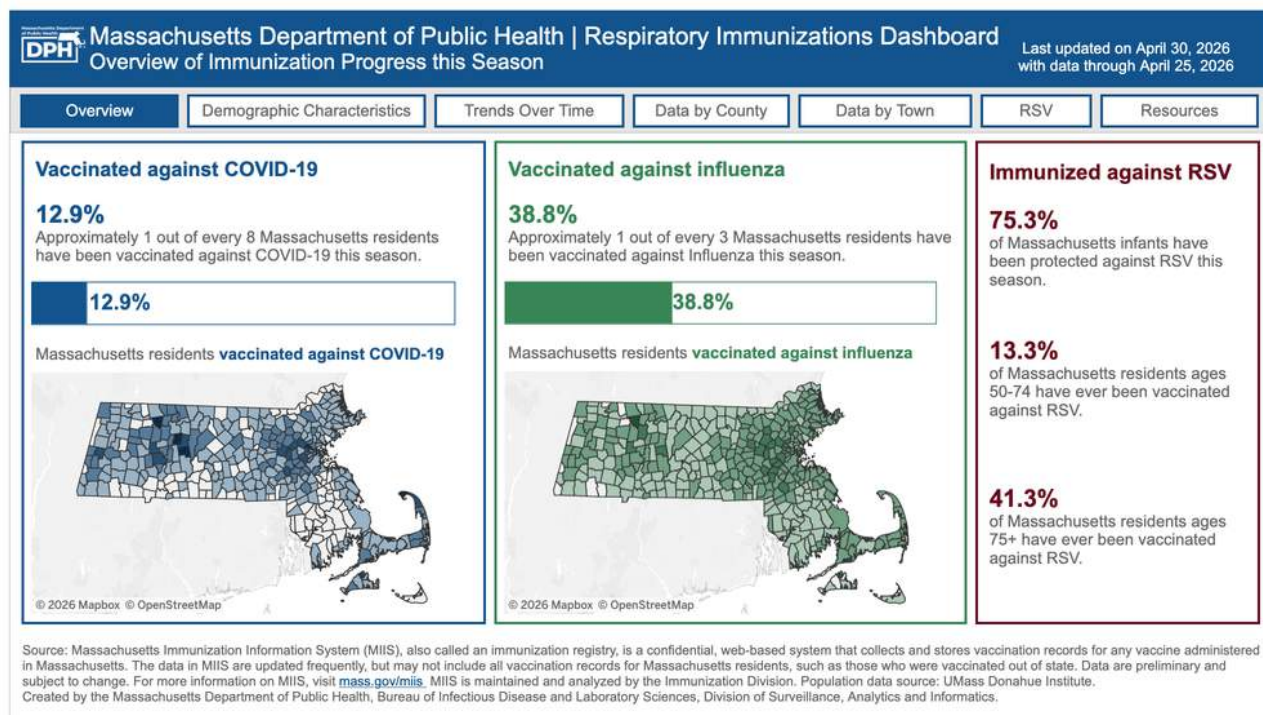 Massachusetts Department
of Public Health
DPH
Massachusetts Department of Public Health | Respiratory Immunizations Dashboard
Overview of Immunization Progress this Season
Last updated on April 30, 2026
with data through April 25, 2026
Overview
Demographic Characteristics
Trends Over Time
Data by County
Data by Town
RSV
Resources
Vaccinated against COVID-19
12.9%
Approximately 1 out of every 8 Massachusetts residents
have been vaccinated against COVID-19 this season.
12.9%
Massachusetts residents vaccinated against COVID-19
© 2026 Mapbox © OpenStreetMap
Vaccinated against influenza
38.8%
Approximately 1 out of every 3 Massachusetts residents have
been vaccinated against Influenza this season.
38.8%
Massachusetts residents vaccinated against influenza
© 2026 Mapbox © OpenStreetMap
Immunized against RSV
75.3%
of Massachusetts infants have
been protected against RSV this
season.
13.3%
of Massachusetts residents ages
50-74 have ever been vaccinated
against RSV.
41.3%
of Massachusetts residents ages
75+ have ever been vaccinated
against RSV.
Source: Massachusetts Immunization Information System (MIIS), also called an immunization registry, is a confidential, web-based system that collects and stores vaccination records for any vaccine administered
in Massachusetts. The data in MIIS are updated frequently, but may not include all vaccination records for Massachusetts residents, such as those who were vaccinated out of state. Data are preliminary and
subject to change. For more information on MIIS, visit mass.gov/miis MIIS is maintained and analyzed by the Immunization Division. Population data source: UMass Donahue Institute.
Created by the Massachusetts Department of Public Health, Bureau of Infectious Disease and Laboratory Sciences, Division of Surveillance, Analytics and Informatics.